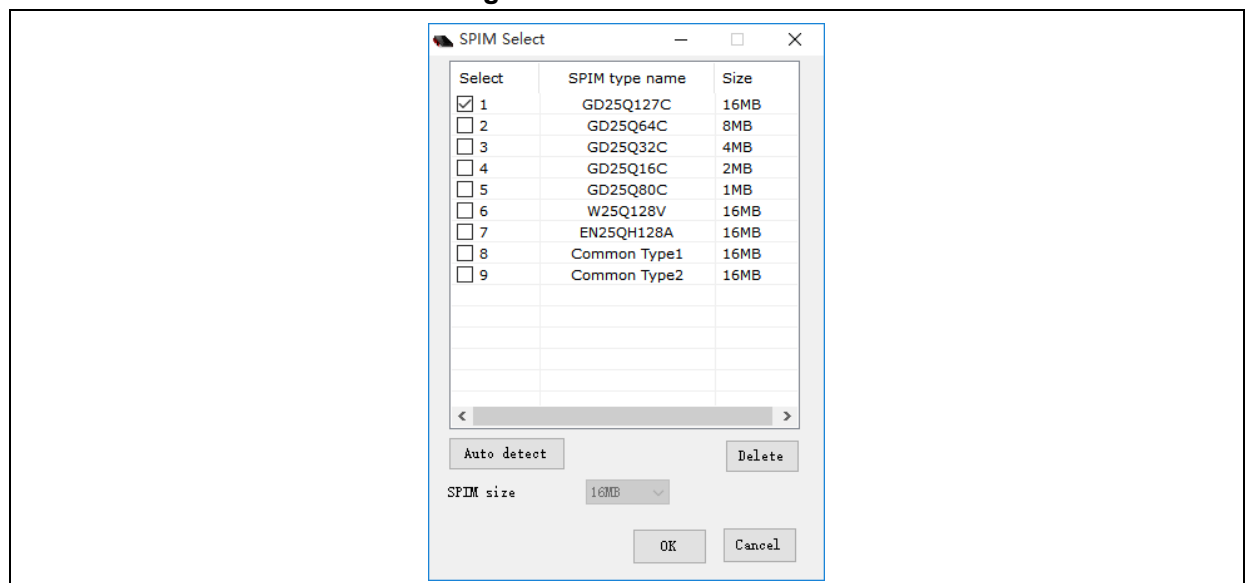 SPIM Select
Select SPIM type name Size
1 GD25Q127C 16MB
2 GD25Q64C 8MB
3 GD25Q32C 4MB
4 GD25Q16C 2MB
5 GD25Q80C 1MB
6 W25Q128V 16MB
7 EN25QH128A 16MB
8 Common Type1 16MB
9 Common Type2 16MB
Auto detect Delete
SPIM size 16MB
OK Cancel